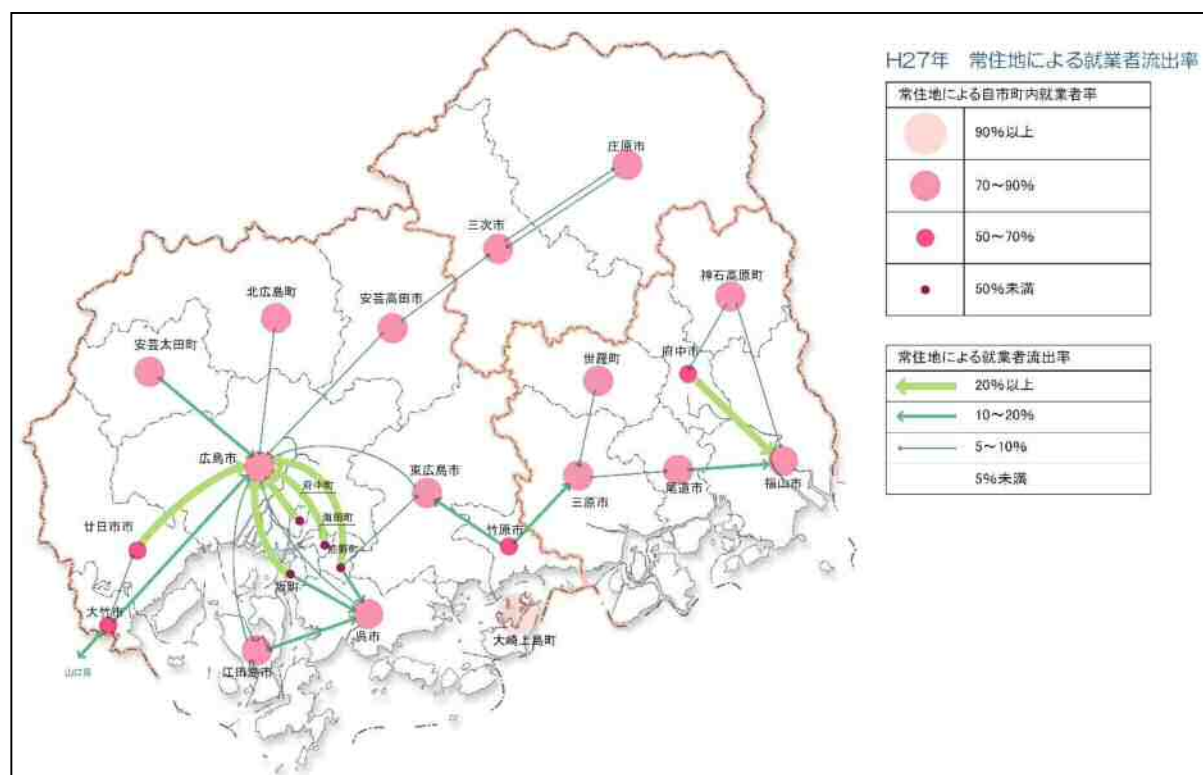 H27年 常住地による就業者流出率
常住地による自市町内就業者率
90%以上
70～90%
50～70%
50%未満
常住地による就業者流出率
20%以上
10～20%
5～10%
5%未満
庄原市
三次市
神石高原町
北広島町
安芸高田市
安芸太田町
世羅町
府中市
広島市
東広島市
府中町
海田町
三原市
尾道市
福山市
廿日市市
竹原市
熊野町
坂町
大竹市
呉市
大崎上島町
江田島市
山口県